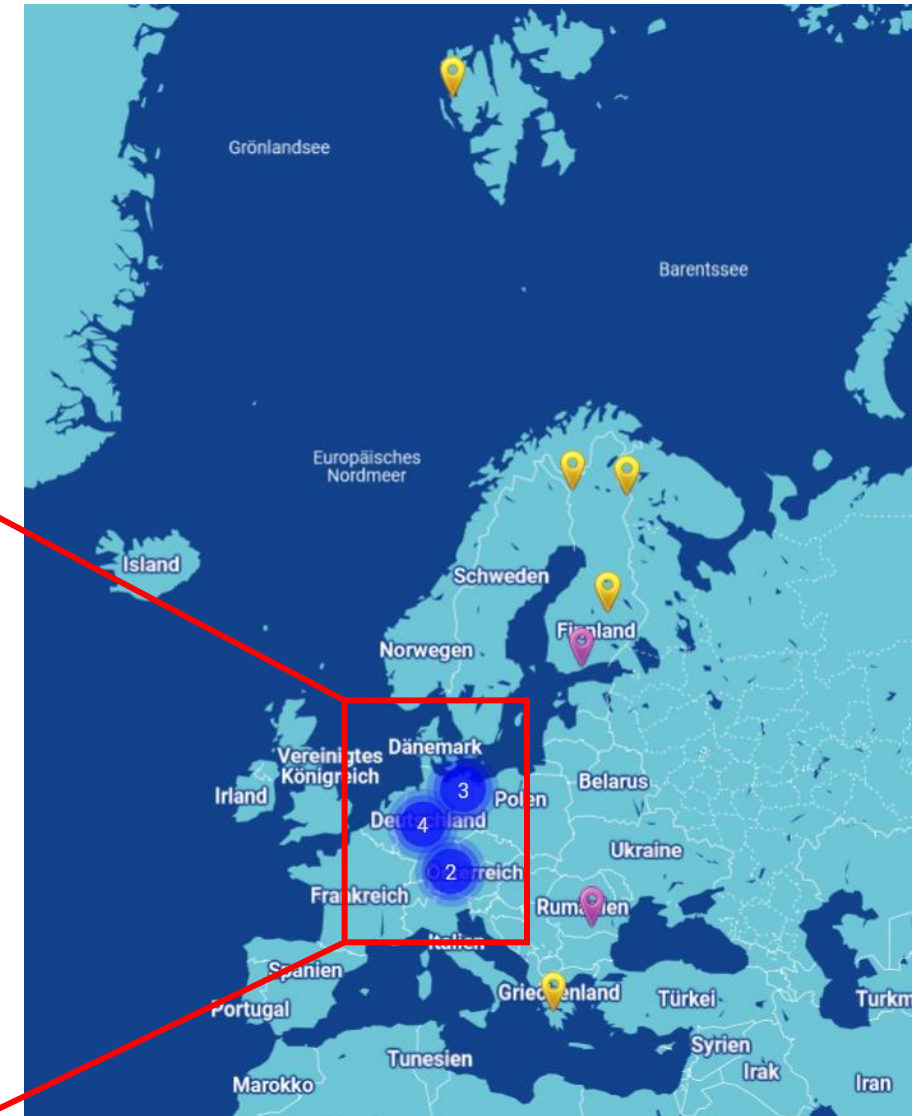 Grönlandsee
Barentssee
Europäisches
Nordmeer
Island
Schweden
Finnland
Norwegen
Vereinigtes
Königreich
Dänemark
Irland
3
Polen
Belarus
Deutschland
4
Ukraine
2
Österreich
Frankreich
Rumänien
Italien
Spanien
Portugal
Griechenland
Türkei
Turkm
Syrien
Irak
Iran
Tunesien
Marokko